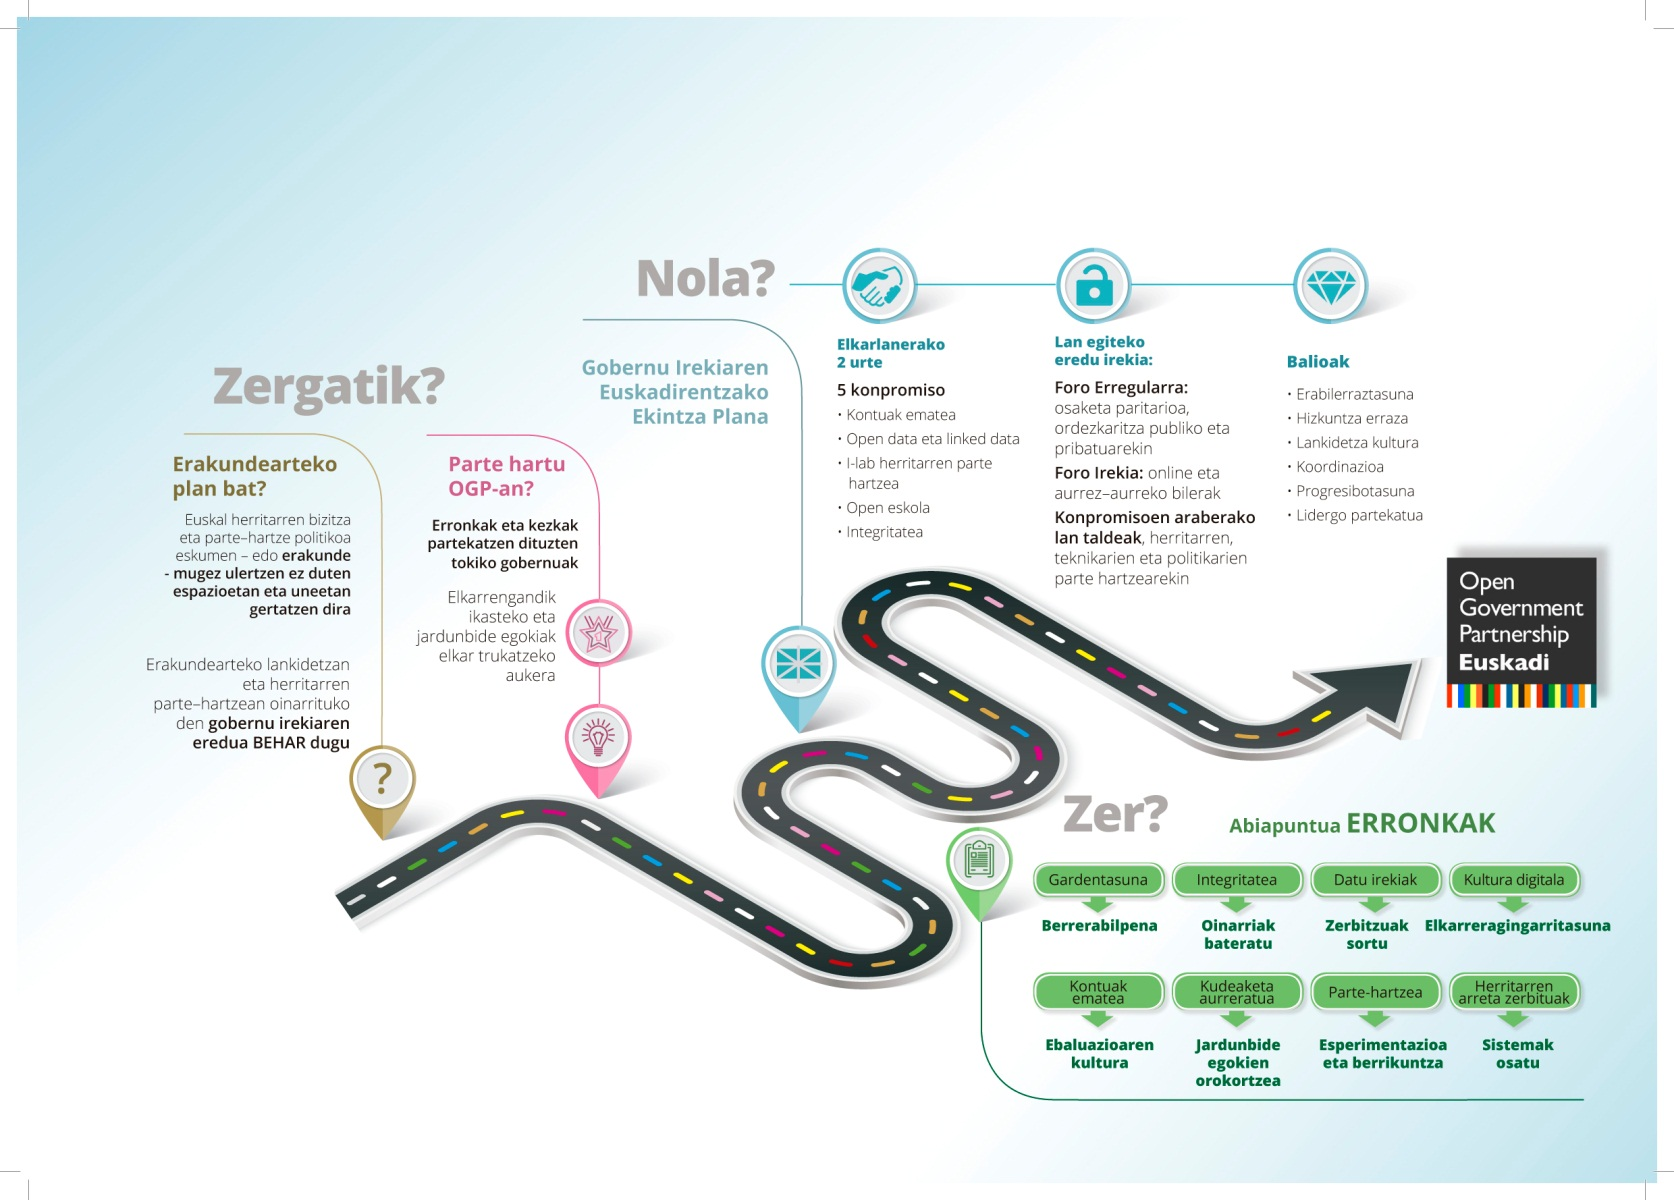 Zergatik?
Erakundearteko
plan bat?
Euskal herritarren bizitza
eta parte–hartze politikoa
eskumen – edo erakunde
- mugez ulertzen ez duten
espazioetan eta uneetan
gertatzen dira
Erakundearteko lankidetzan
eta herritarren
parte–hartzean oinarrituko
den gobernu irekiaren
eredua BEHAR dugu
?
Parte hartu
OGP-an?
Erronkak eta kezkak
partekatzen dituzten
tokiko gobernuak
Elkarrengandik
ikasteko eta
jardunbide egokiak
elkar trukatzeko
aukera
Nola?
Gobernu Irekiaren
Euskadirentzako
Ekintza Plana
Elkarlanerako
2 urte
5 konpromiso
• Kontuak ematea
• Open data eta linked data
• I-lab herritarren parte
hartzea
• Open eskola
• Integritatea
Lan egiteko
eredu irekia:
Foro Erregularra:
osaketa paritarioa,
ordezkaritza publiko eta
pribatuarekin
Foro Irekia: online eta
aurrez–aurreko bilerak
Konpromisoen araberako
lan taldeak, herritarren,
teknikarien eta politikarien
parte hartzearekin
Balioak
• Erabilerraztasuna
• Hizkuntza erraza
• Lankidetza kultura
• Koordinazioa
• Progresibotasuna
• Lidergo partekatua
Open
Government
Partnership
Euskadi
Zer?
Abiapuntua ERRONKAK
Gardentasuna
Berrerabilpena
Integritatea
Oinarriak
bateratu
Datu irekiak
Zerbitzuak
sortu
Kultura digitala
Elkarreragingarritasuna
Kontuak
ematea
Ebaluazioaren
kultura
Kudeaketa
aurreratua
Jardunbide
egokien
orokortzea
Parte-hartzea
Esperimentazioa
eta berrikuntza
Herritarren
arreta zerbituak
Sistemak
osatu